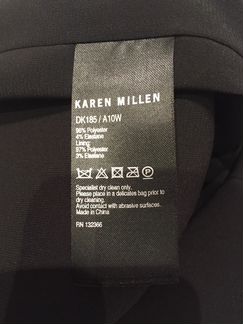 KAREN MILLEN
DK185 / A10W
96% Polyester
4% Elastane
Lining:
97% Polyester
3% Elastane
Specialist dry clean only.
Please place in a delicates bag prior to
dry cleaning.
Avoid contact with abrasive surfaces.
Made in China
RN 132366